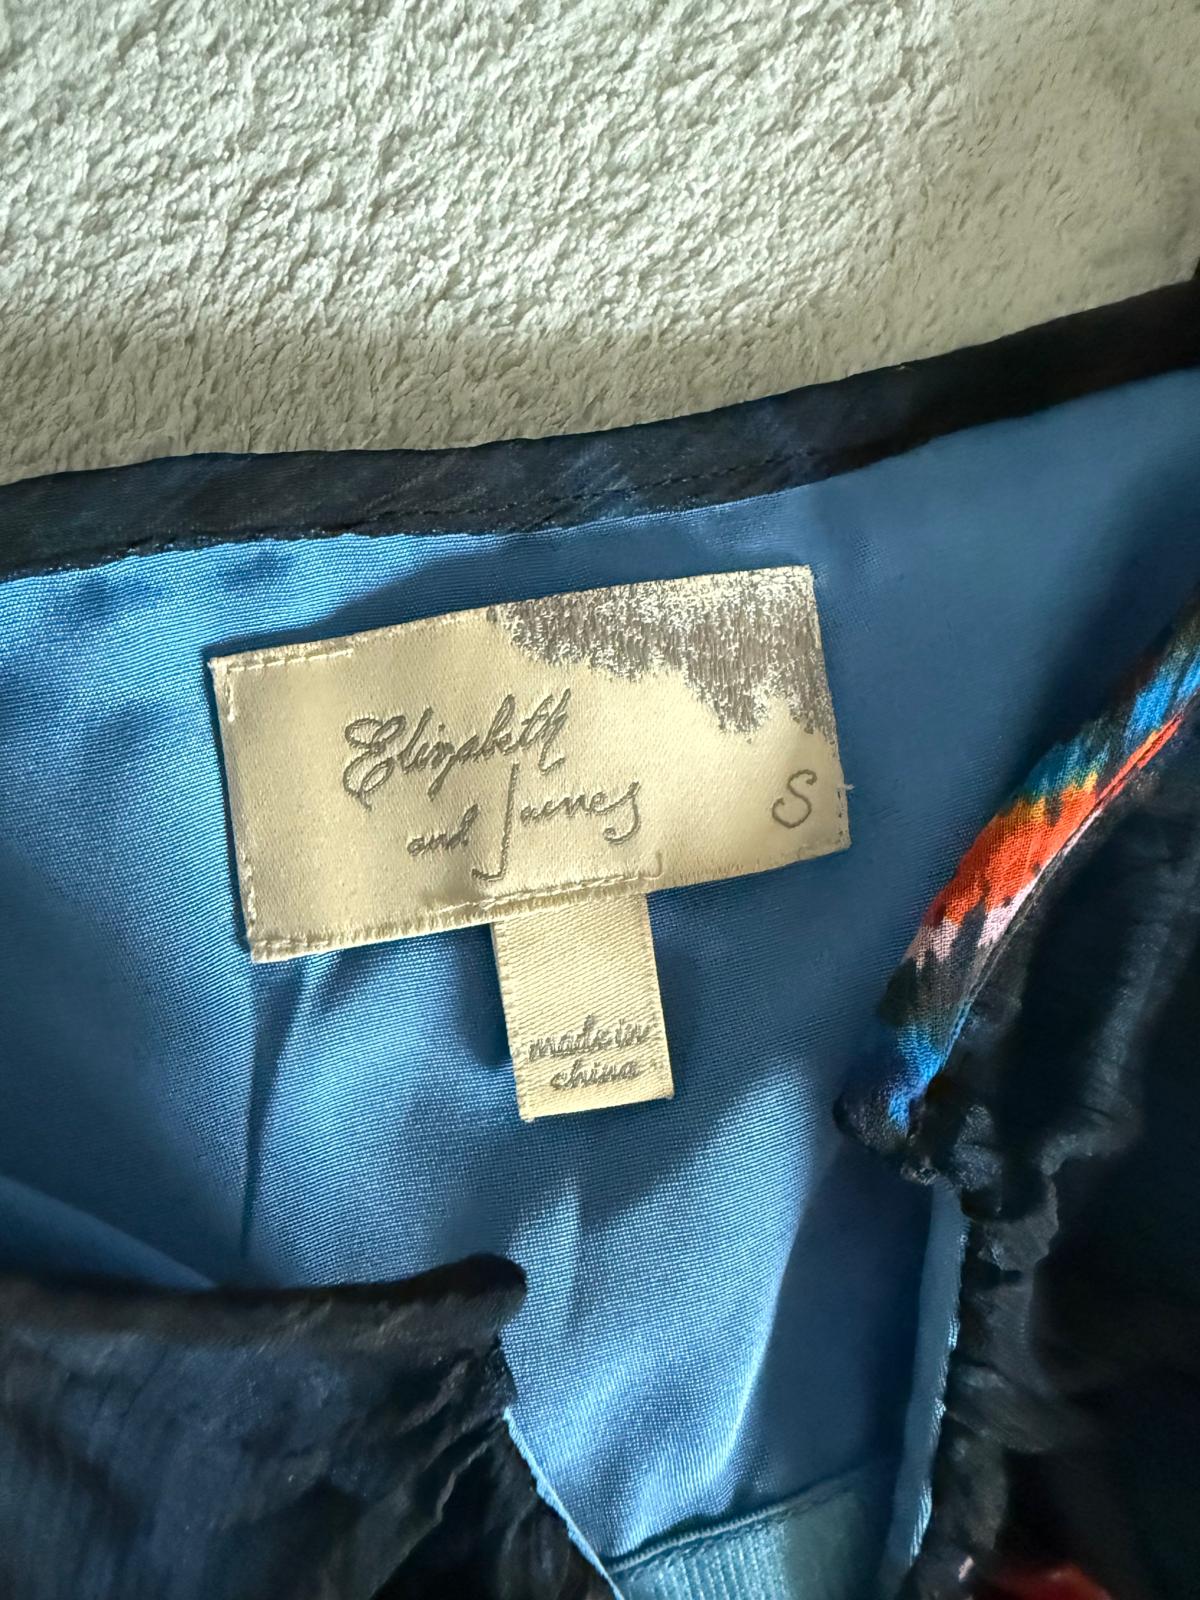 Elizabeth
and James
S
made in
china